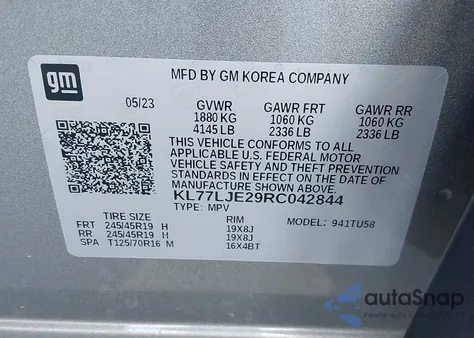 gm
MFD BY GM KOREA COMPANY
05/23 GVWR GAWR FRT GAWR RR
1880 KG 1060 KG 1060 KG
4145 LB 2336 LB 2336 LB
THIS VEHICLE CONFORMS TO ALL
APPLICABLE U.S. FEDERAL MOTOR
VEHICLE SAFETY AND THEFT PREVENTION
STANDARDS IN EFFECT ON THE DATE OF
MANUFACTURE SHOWN ABOVE.
KL77LJE29RC042844
TYPE: MPV MODEL: 941TU58
TIRE SIZE RIM
FRT 245/45R19 H 19X8J
RR 245/45R19 H 19X8J
SPA T125/70R16 M 16X4BT
autoSnap